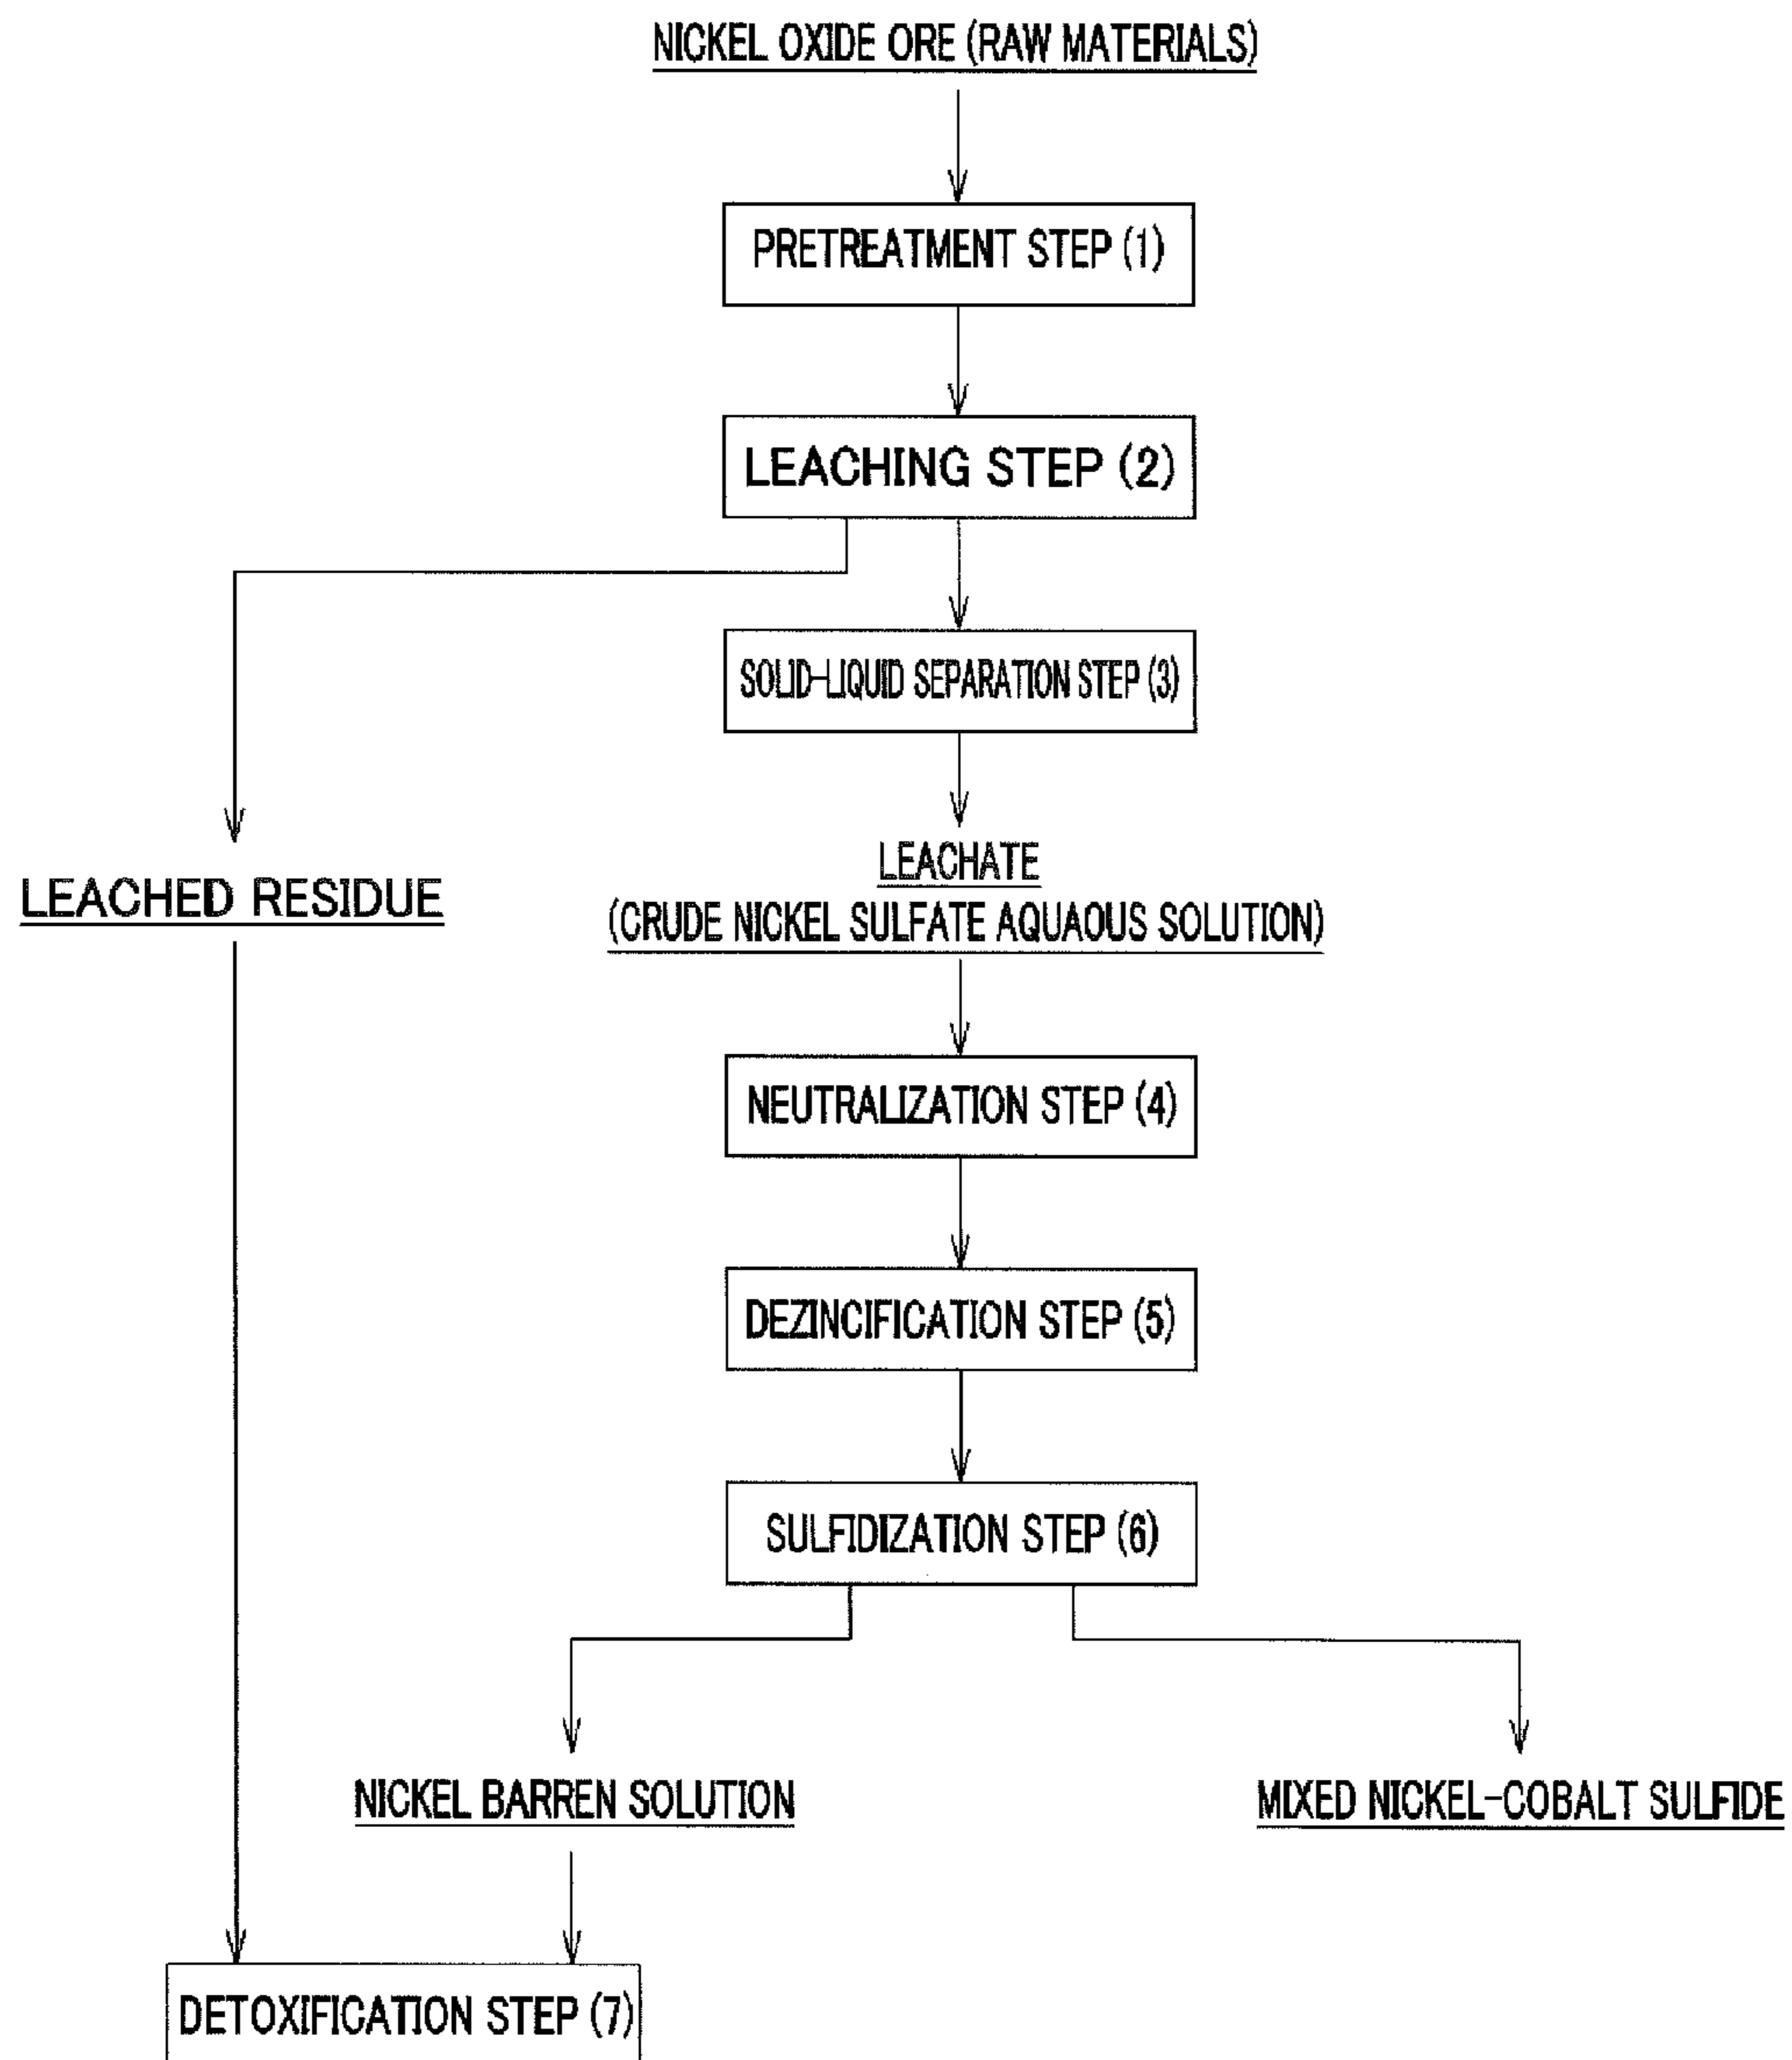 NICKEL OXIDE ORE (RAW MATERIALS)
PRETREATMENT STEP (1)
LEACHING STEP (2)
SOLID-LIQUID SEPARATION STEP (3)
LEACHATE
(CRUDE NICKEL SULFATE AQUAOUS SOLUTION)
LEACHED RESIDUE
NEUTRALIZATION STEP (4)
DEZINCIFICATION STEP (5)
SULFIDIZATION STEP (6)
NICKEL BARREN SOLUTION
MIXED NICKEL-COBALT SULFIDE
DETOXIFICATION STEP (7)